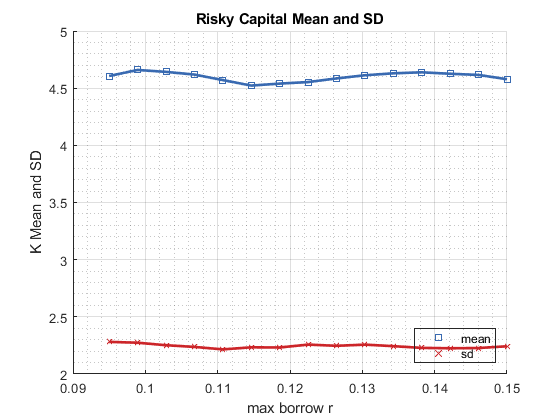 Risky Capital Mean and SD
K Mean and SD
5
4.5
4
3.5
3
2.5
2
0.09
0.1
0.11
0.12
0.13
0.14
0.15
max borrow r
mean
sd